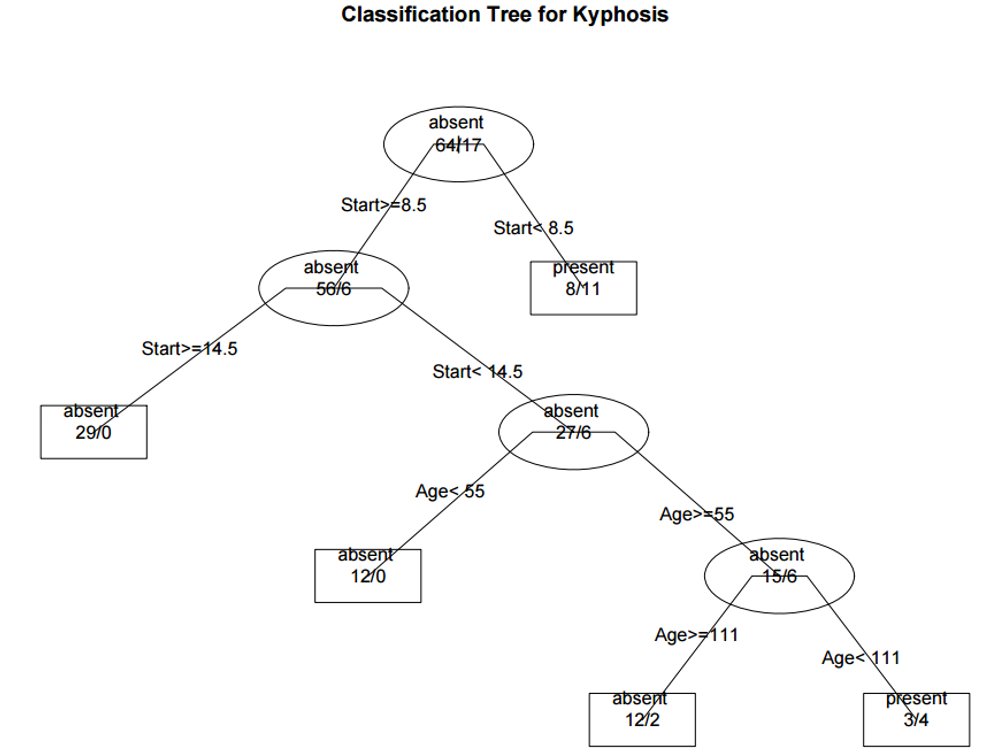 Classification Tree for Kyphosis
absent
64/17
Start>=8.5
Start< 8.5
absent
56/6
present
8/11
Start>=14.5
Start< 14.5
absent
29/0
absent
27/6
Age< 55
Age>=55
absent
12/0
absent
15/6
Age>=111
Age< 111
absent
12/2
present
3/4